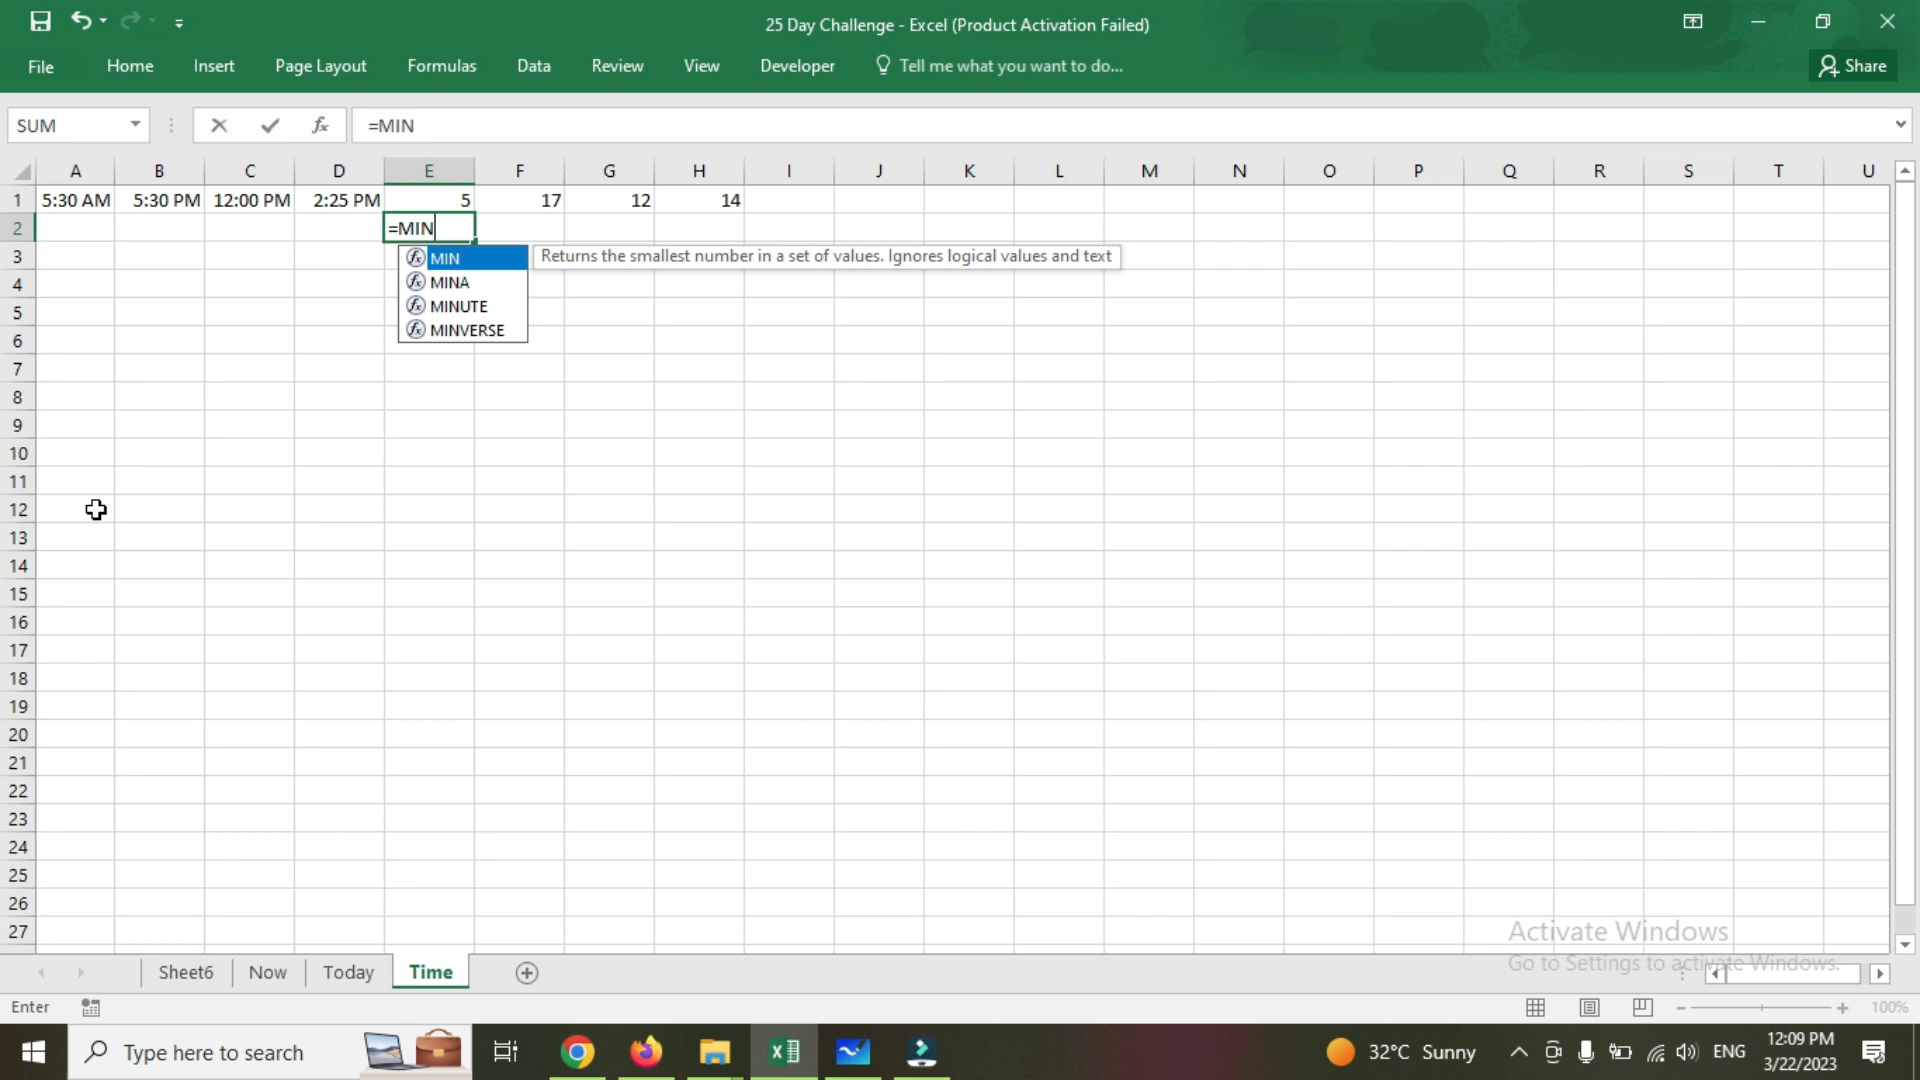 25 Day Challenge - Excel (Product Activation Failed)
File Home Insert Page Layout Formulas Data Review View Developer Tell me what you want to do... Share
SUM =MIN
A B C D E F G H I J K L M N O P Q R S T U
1 5:30 AM 5:30 PM 12:00 PM 2:25 PM 5 17 12 14
2 =MIN
3 MIN Returns the smallest number in a set of values. Ignores logical values and text
4 MINA
5 MINUTE
6 MINVERSE
7
8
9
10
11
12
13
14
15
16
17
18
19
20
21
22
23
24
25
26
27
Activate Windows
Go to Settings to activate Windows.
Sheet6 Now Today Time
Enter 100%
Type here to search 32°C Sunny ENG 12:09 PM
3/22/2023